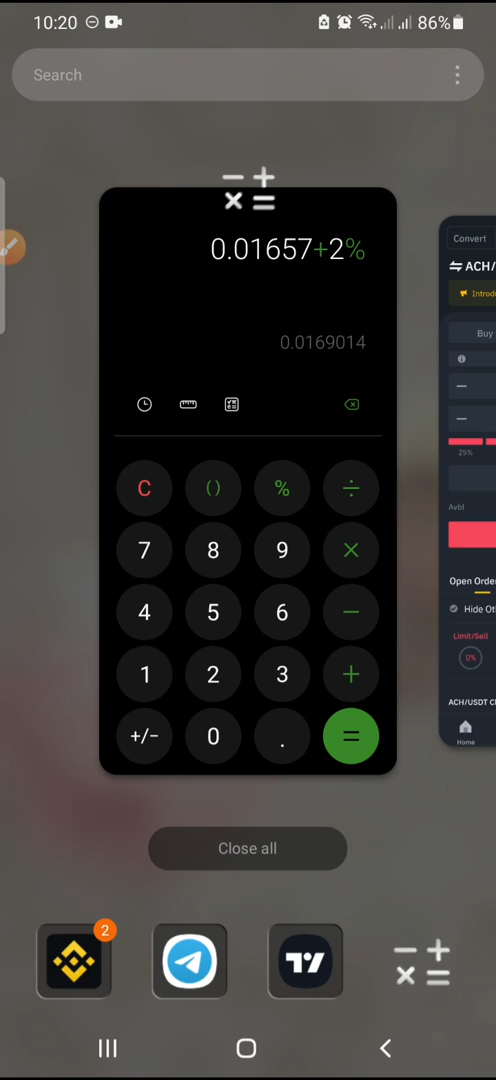 10:20
86%
Search
0.01657+2%
Convert
ACH/
0.0169014
Buy
25%
Avbl
C
( )
%
÷
7
8
9
×
4
5
6
−
Open Orde
Hide Ot
1
2
3
+
Limit/Sell
0%
+/−
0
.
=
ACH/USDT C
Home
Close all
2